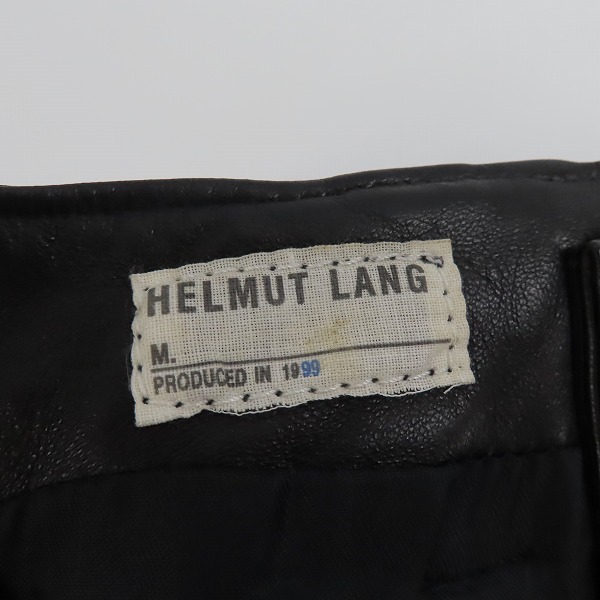 HELMUT LANG
M.
PRODUCED IN 1999